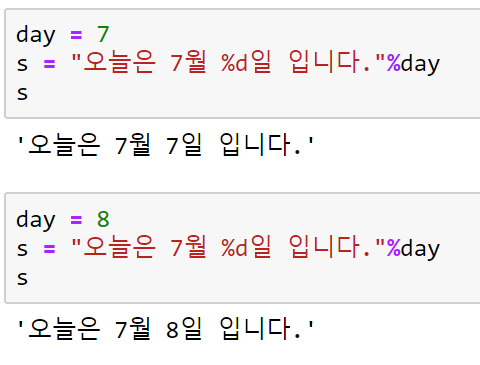 day = 7
s = "오늘은 7월 %d일 입니다."%day
s
'오늘은 7월 7일 입니다.'
day = 8
s = "오늘은 7월 %d일 입니다."%day
s
'오늘은 7월 8일 입니다.'